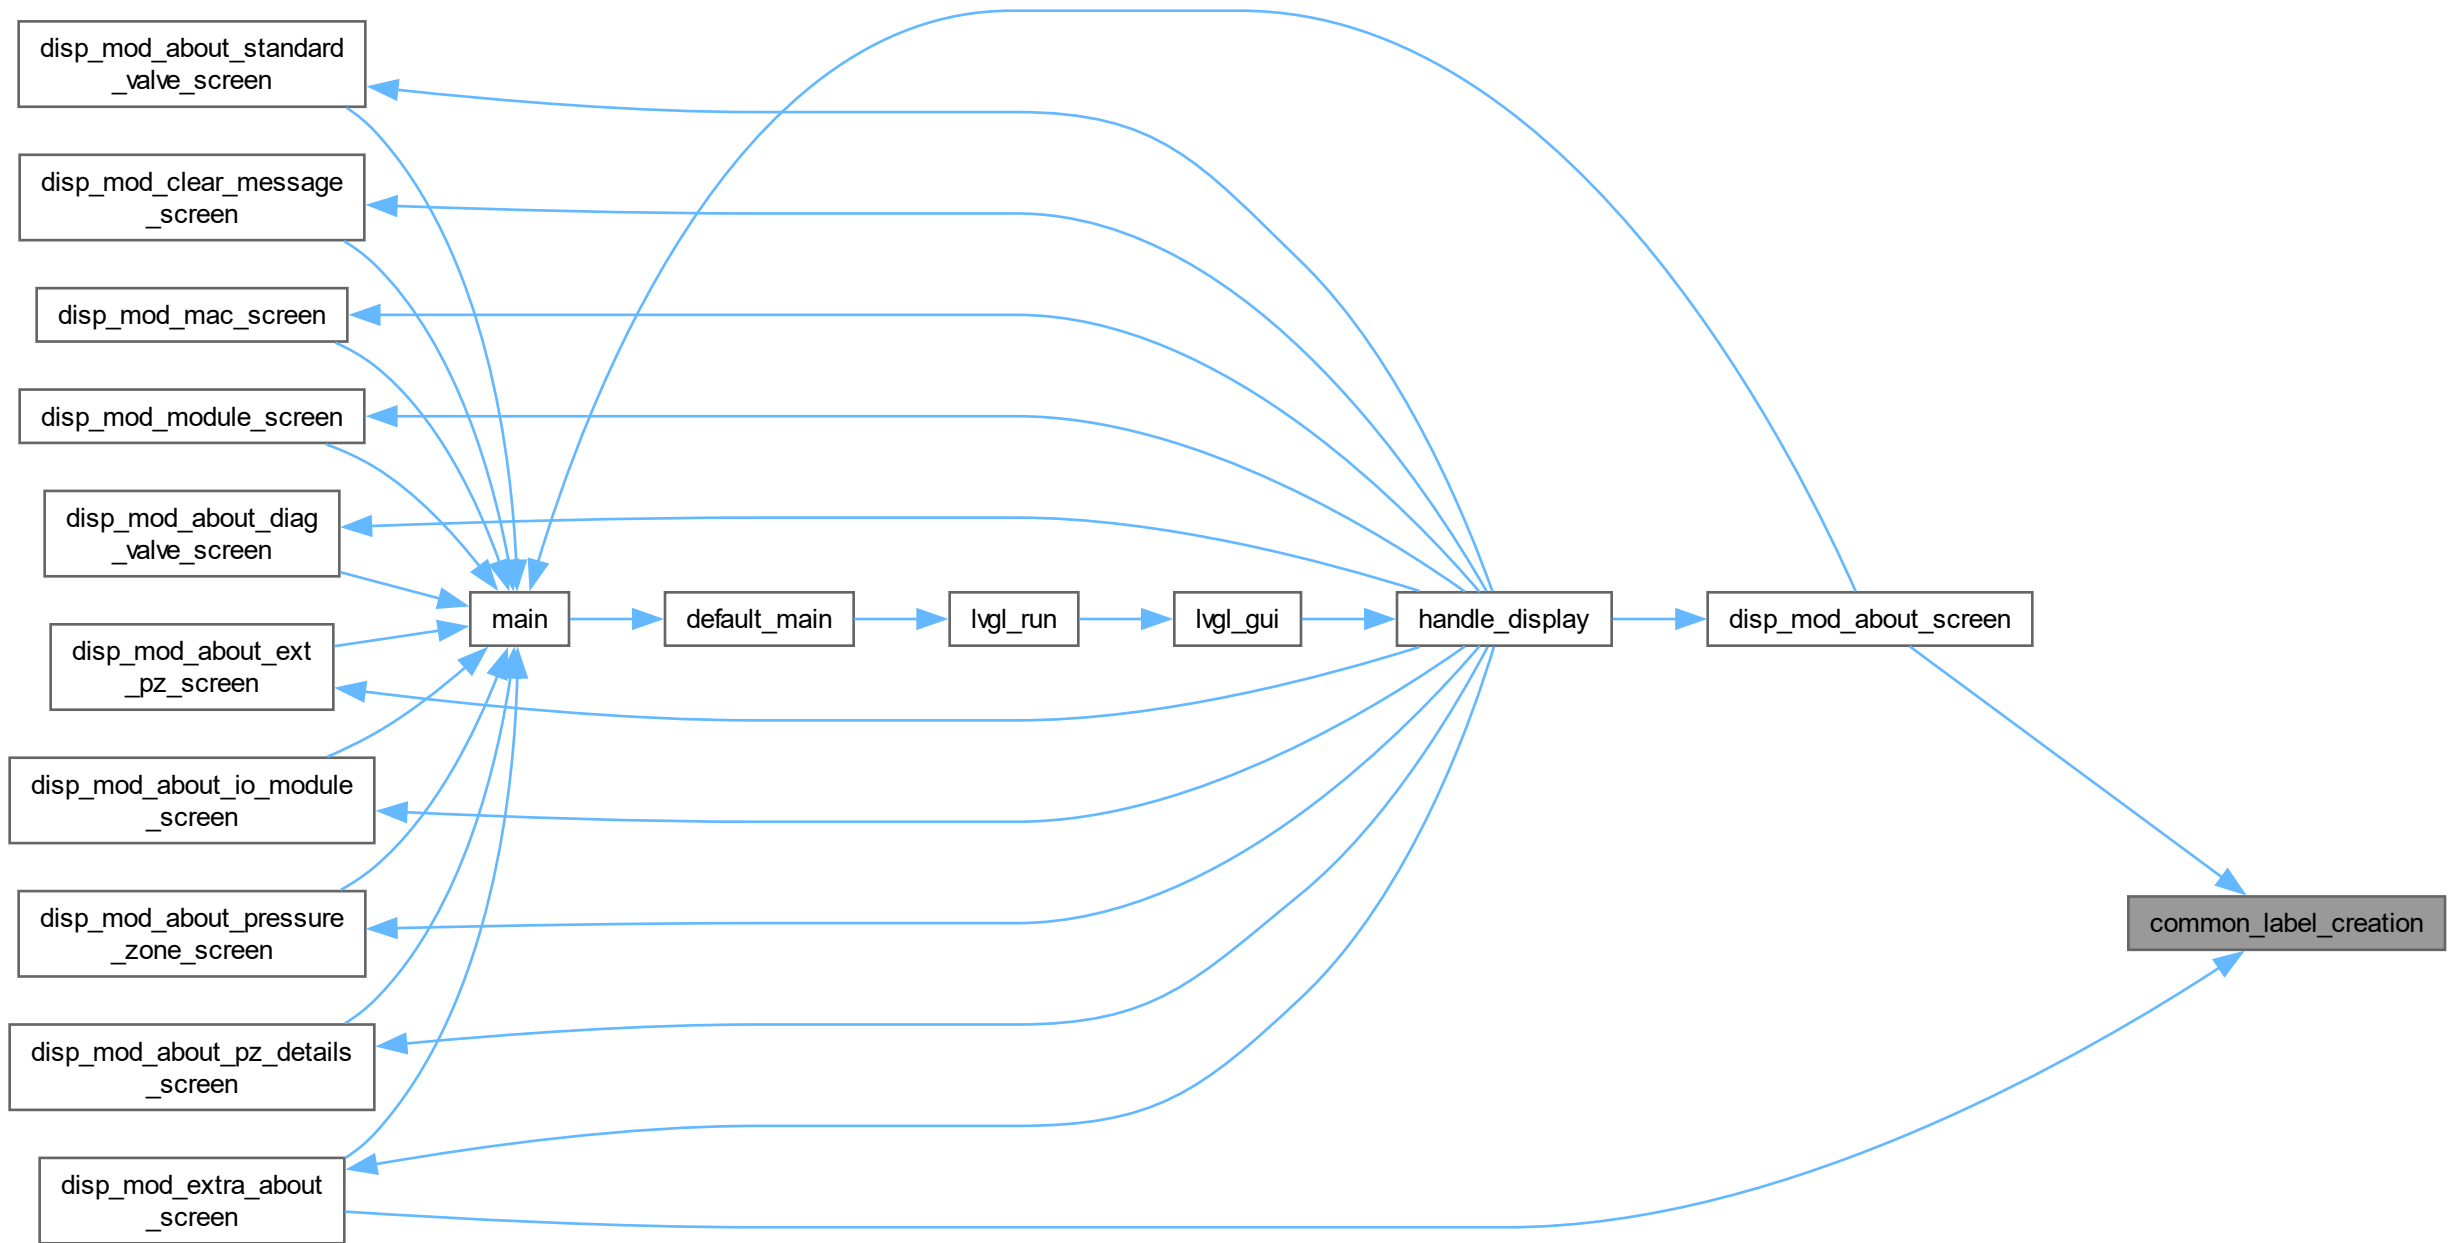 disp_mod_about_standard
_valve_screen
disp_mod_clear_message
_screen
disp_mod_mac_screen
disp_mod_module_screen
disp_mod_about_diag
_valve_screen
disp_mod_about_ext
_pz_screen
disp_mod_about_io_module
_screen
disp_mod_about_pressure
_zone_screen
disp_mod_about_pz_details
_screen
disp_mod_extra_about
_screen
main
default_main
lvgl_run
lvgl_gui
handle_display
disp_mod_about_screen
common_label_creation